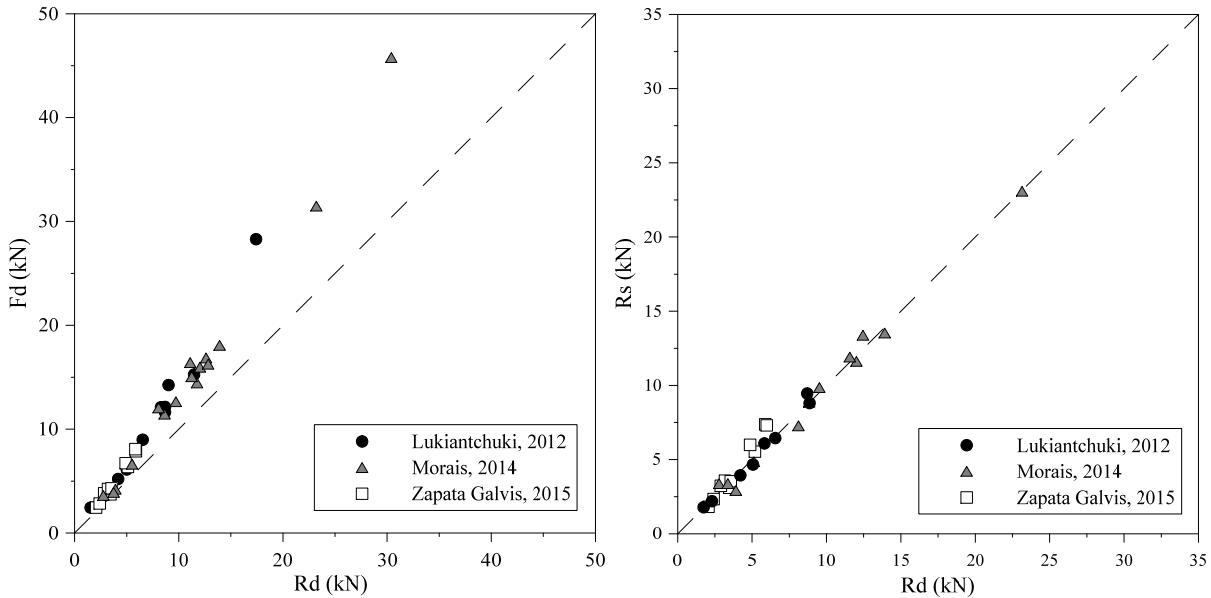 50
40
30
20
10
0
Fd (kN)
0 10 20 30 40 50
Rd (kN)
Lukiantchuki, 2012
Morais, 2014
Zapata Galvis, 2015
35
30
25
20
15
10
5
0
Rs (kN)
0 5 10 15 20 25 30 35
Rd (kN)
Lukiantchuki, 2012
Morais, 2014
Zapata Galvis, 2015